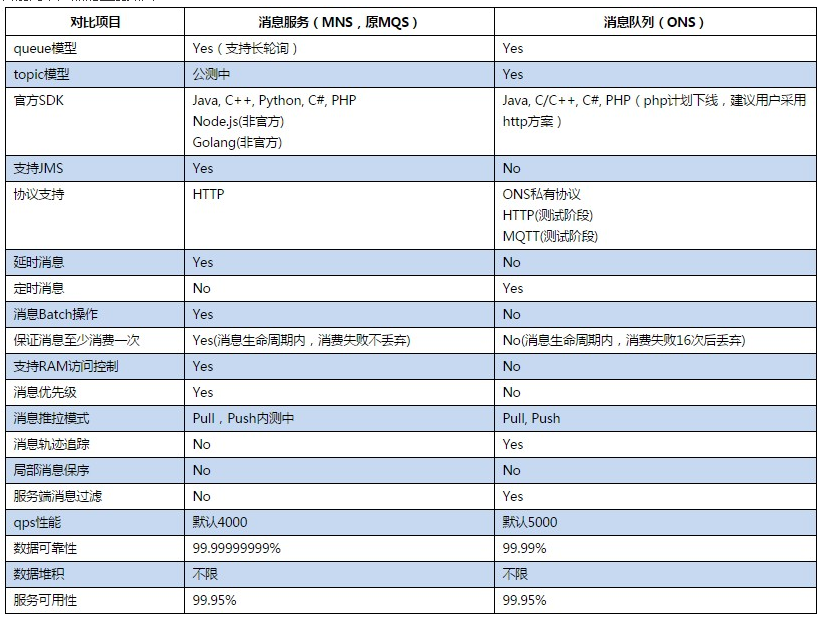 对比项目 消息服务（MNS，原MQS） 消息队列（ONS）
queue模型 Yes（支持长轮询） Yes
topic模型 公测中 Yes
官方SDK Java, C++, Python, C#, PHP Java, C/C++, C#, PHP（php计划下线，建议用户采用
Node.js(非官方) http方案）
Golang(非官方)
支持JMS Yes No
协议支持 HTTP ONS私有协议
HTTP(测试阶段)
MQTT(测试阶段)
延时消息 Yes No
定时消息 No Yes
消息Batch操作 Yes No
保证消息至少消费一次 Yes(消息生命周期内，消费失败不丢弃) No(消息生命周期内，消费失败16次后丢弃)
支持RAM访问控制 Yes No
消息优先级 Yes No
消息推拉模式 Pull，Push内测中 Pull, Push
消息轨迹追踪 No Yes
局部消息保序 No No
服务端消息过滤 No Yes
qps性能 默认4000 默认5000
数据可靠性 99.99999999% 99.99%
数据堆积 不限 不限
服务可用性 99.95% 99.95%